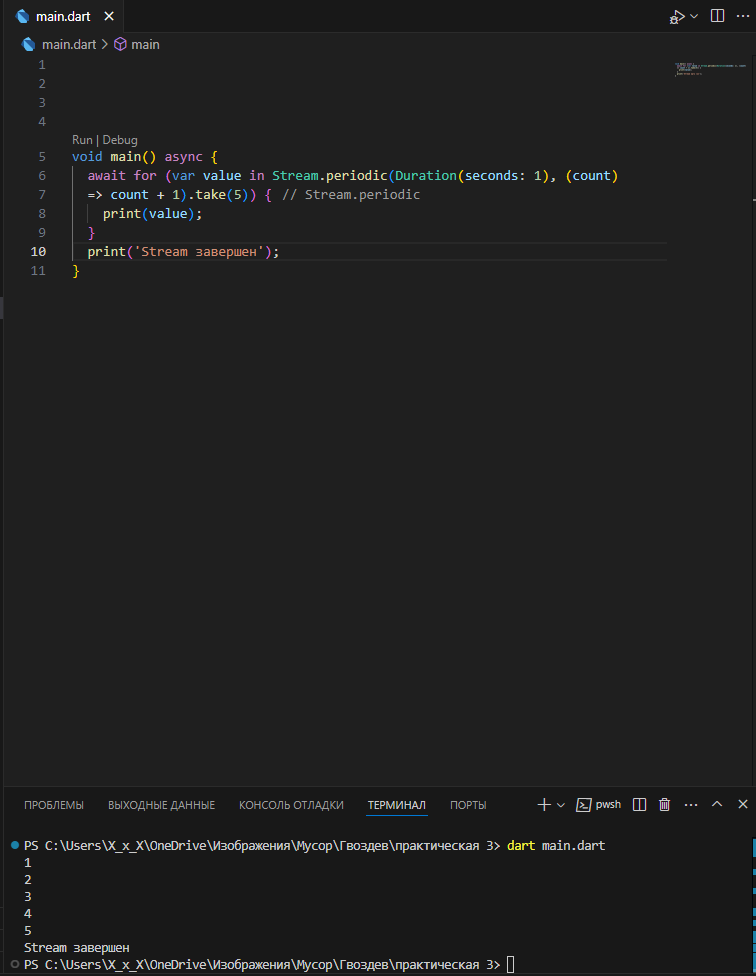 main.dart
main.dart > main
1
2
3
4
Run | Debug
5 void main() async {
6 await for (var value in Stream.periodic(Duration(seconds: 1), (count)
7 => count + 1).take(5)) { // Stream.periodic
8 print(value);
9 }
10 print('Stream завершен');
11 }
ПРОБЛЕМЫ ВЫХОДНЫЕ ДАННЫЕ КОНСОЛЬ ОТЛАДКИ ТЕРМИНАЛ ПОРТЫ pwsh
PS C:\Users\X_x_X\OneDrive\Изображения\Мусор\Гвоздев\практическая 3> dart main.dart
1
2
3
4
5
Stream завершен
PS C:\Users\X_x_X\OneDrive\Изображения\Мусор\Гвоздев\практическая 3>